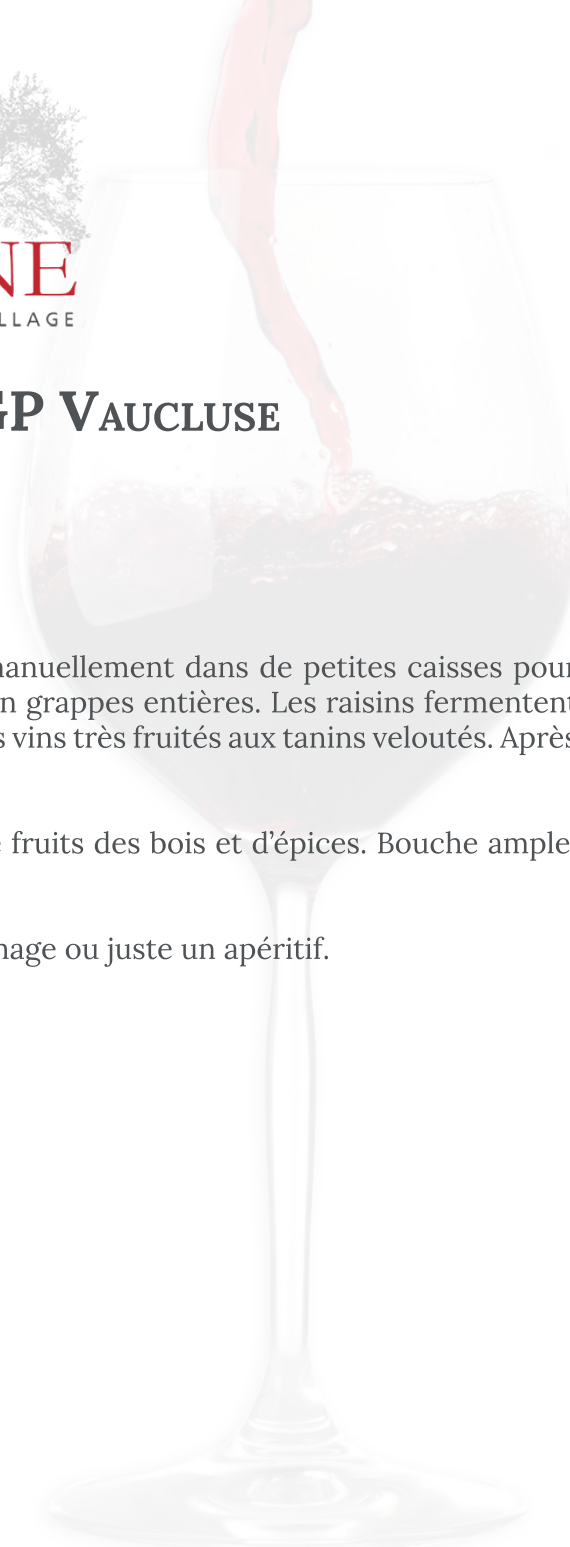 NE
LLAGE
GP VAUCLUSE
manuellement dans de petites caisses pour
n grappes entières. Les raisins fermentent
s vins très fruités aux tanins veloutés. Après
e fruits des bois et d’épices. Bouche ample
mage ou juste un apéritif.